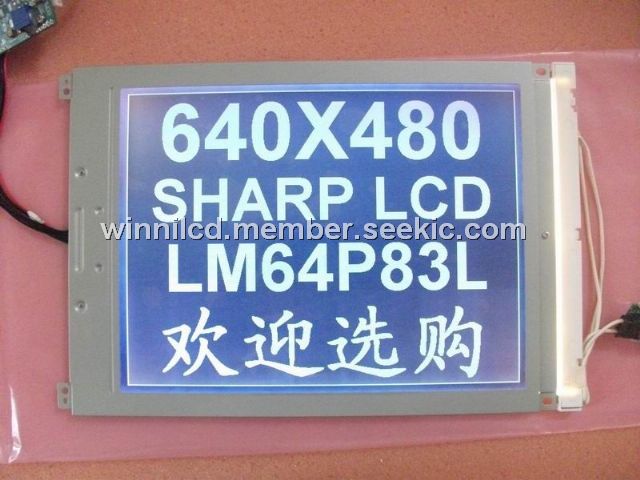 640X480
SHARP LCD
winnilcd.member.seekic.com
LM64P83L
欢迎选购